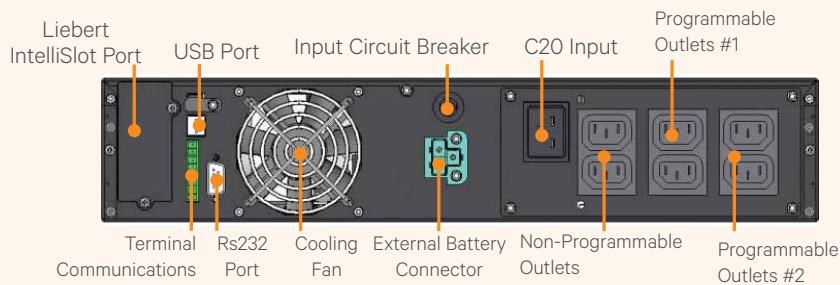 Liebert
IntelliSlot Port
USB Port
Input Circuit Breaker
C20 Input
Programmable
Outlets #1
Terminal
Communications
Rs232
Port
Cooling
Fan
External Battery
Connector
Non-Programmable
Outlets
Programmable
Outlets #2